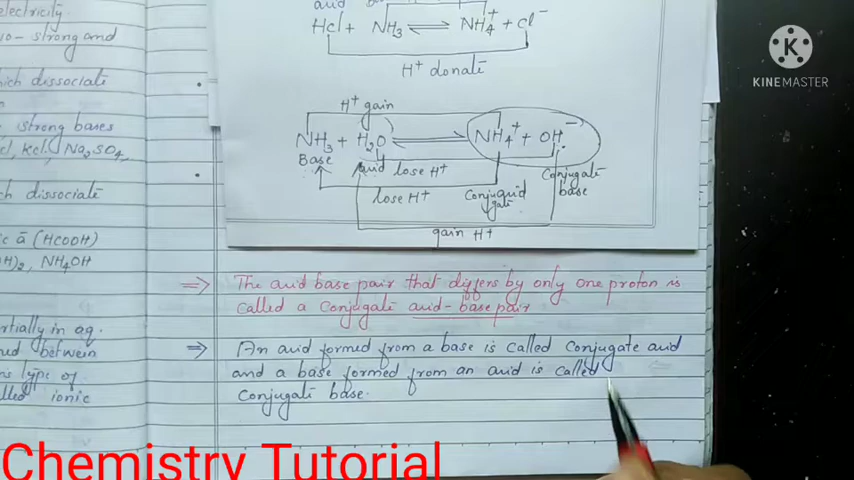 electricity
strong and
dissociate
strong bases
Kcl, Na2SO4,
dissociate
(HCOOH)
NH4OH
in aq.
between
type of
ionic
and
Hcl + NH3 ⇌ NH4+ + cl-
H+ donate
H+ gain
NH3 + H2O ⇌ NH4+ + OH-
Base acid lose H+ Conjugate
base
lose H+ Conjugate acid
gain H+
⇒ The acid base pair that differs by only one proton is
called a Conjugate acid-base pair
⇒ An acid formed from a base is called Conjugate acid
and a base formed from an acid is called
Conjugate base.
KINEMASTER
Chemistry Tutorial